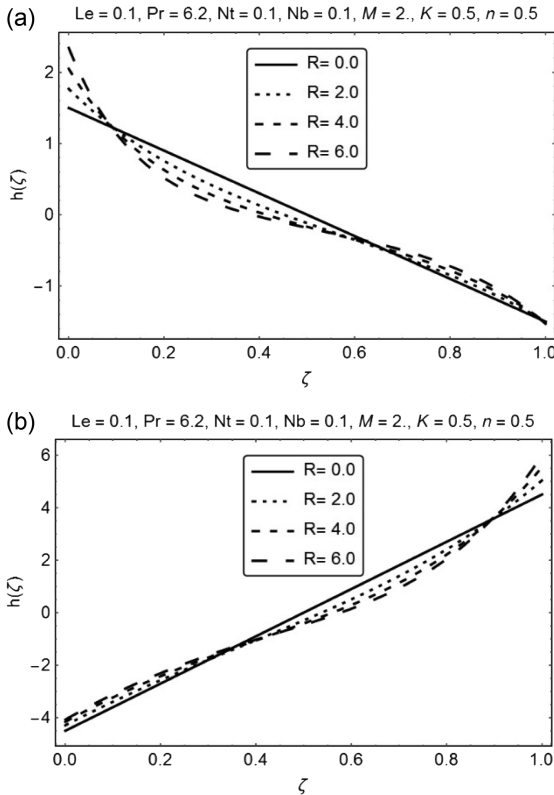 (a) Le = 0.1, Pr = 6.2, Nt = 0.1, Nb = 0.1, M = 2., K = 0.5, n = 0.5
R= 0.0
R= 2.0
R= 4.0
R= 6.0
2
1
0
−1
h(ζ)
0.0 0.2 0.4 0.6 0.8 1.0
ζ
(b) Le = 0.1, Pr = 6.2, Nt = 0.1, Nb = 0.1, M = 2., K = 0.5, n = 0.5
R= 0.0
R= 2.0
R= 4.0
R= 6.0
6
4
2
0
−2
−4
h(ζ)
0.0 0.2 0.4 0.6 0.8 1.0
ζ